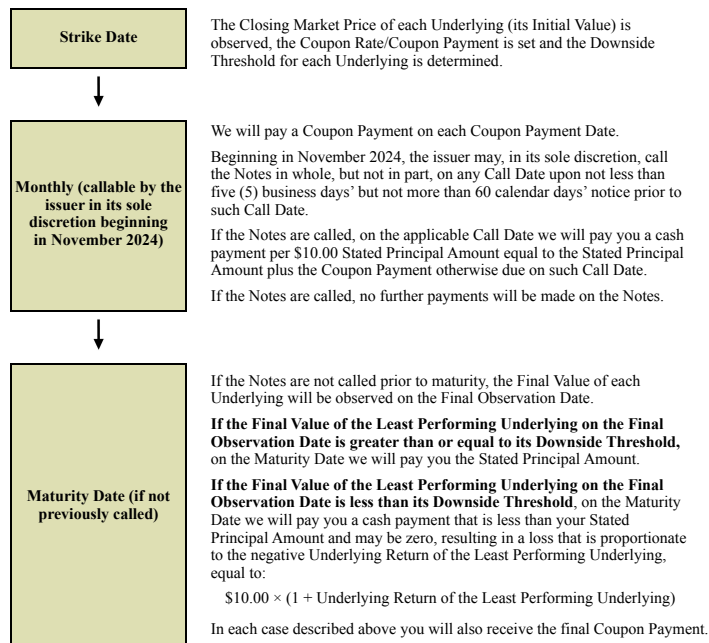 Strike Date
The Closing Market Price of each Underlying (its Initial Value) is
observed, the Coupon Rate/Coupon Payment is set and the Downside
Threshold for each Underlying is determined.
Monthly (callable by the
issuer in its sole
discretion beginning
in November 2024)
We will pay a Coupon Payment on each Coupon Payment Date.
Beginning in November 2024, the issuer may, in its sole discretion, call
the Notes in whole, but not in part, on any Call Date upon not less than
five (5) business days’ but not more than 60 calendar days’ notice prior to
such Call Date.
If the Notes are called, on the applicable Call Date we will pay you a cash
payment per $10.00 Stated Principal Amount equal to the Stated Principal
Amount plus the Coupon Payment otherwise due on such Call Date.
If the Notes are called, no further payments will be made on the Notes.
Maturity Date (if not
previously called)
If the Notes are not called prior to maturity, the Final Value of each
Underlying will be observed on the Final Observation Date.
If the Final Value of the Least Performing Underlying on the Final
Observation Date is greater than or equal to its Downside Threshold,
on the Maturity Date we will pay you the Stated Principal Amount.
If the Final Value of the Least Performing Underlying on the Final
Observation Date is less than its Downside Threshold, on the Maturity
Date we will pay you a cash payment that is less than your Stated
Principal Amount and may be zero, resulting in a loss that is proportionate
to the negative Underlying Return of the Least Performing Underlying,
equal to:
$10.00 × (1 + Underlying Return of the Least Performing Underlying)
In each case described above you will also receive the final Coupon Payment.